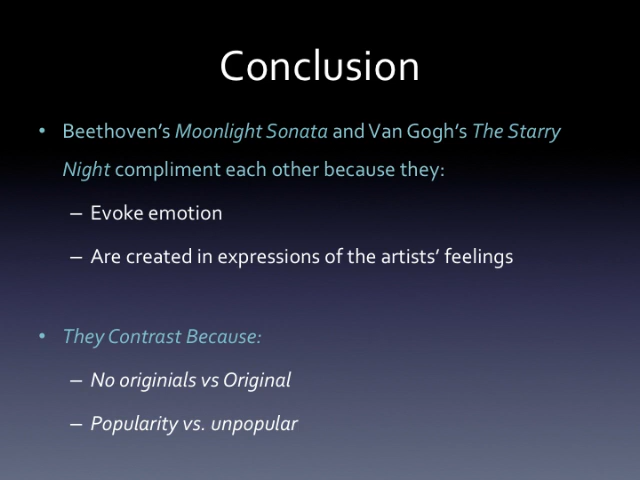 Conclusion
• Beethoven’s Moonlight Sonata and Van Gogh’s The Starry
Night compliment each other because they:
– Evoke emotion
– Are created in expressions of the artists’ feelings
• They Contrast Because:
– No originials vs Original
– Popularity vs. unpopular